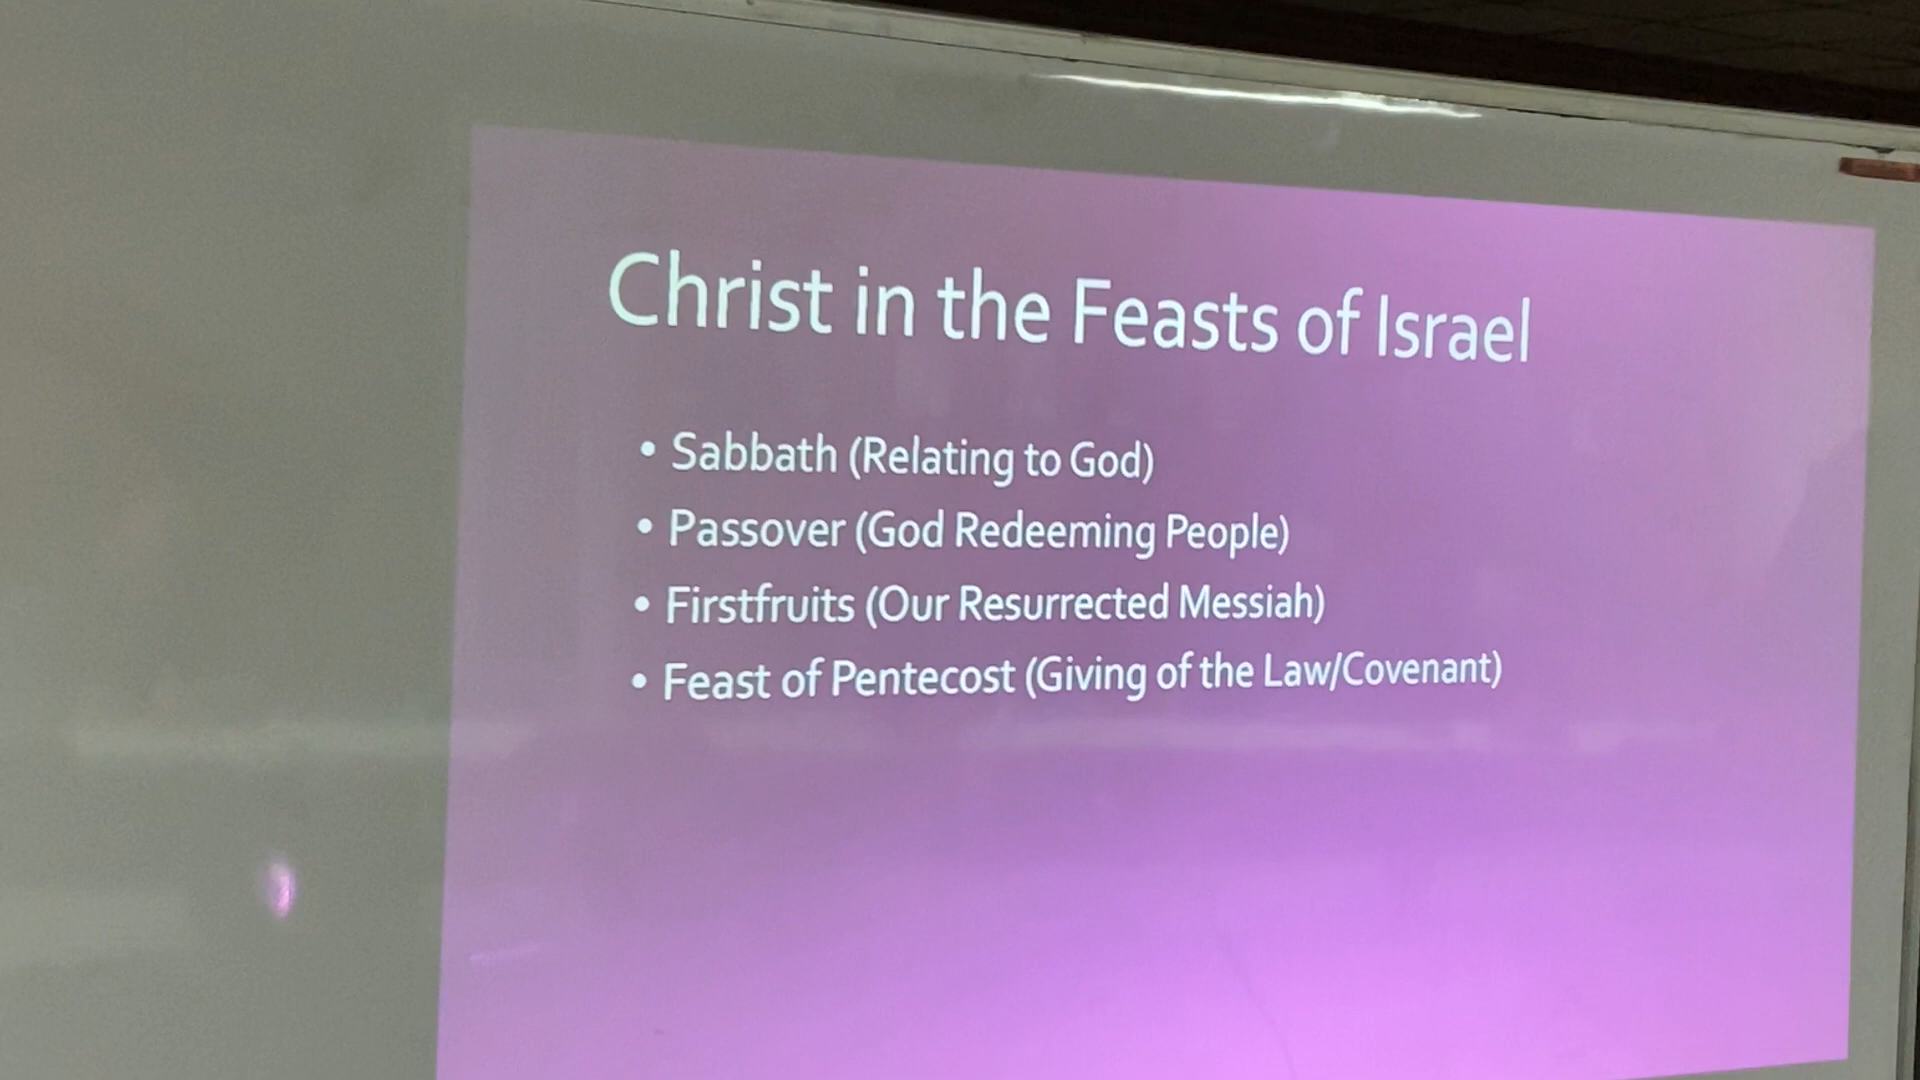 Christ in the Feasts of Israel
• Sabbath (Relating to God)
• Passover (God Redeeming People)
• Firstfruits (Our Resurrected Messiah)
• Feast of Pentecost (Giving of the Law/Covenant)